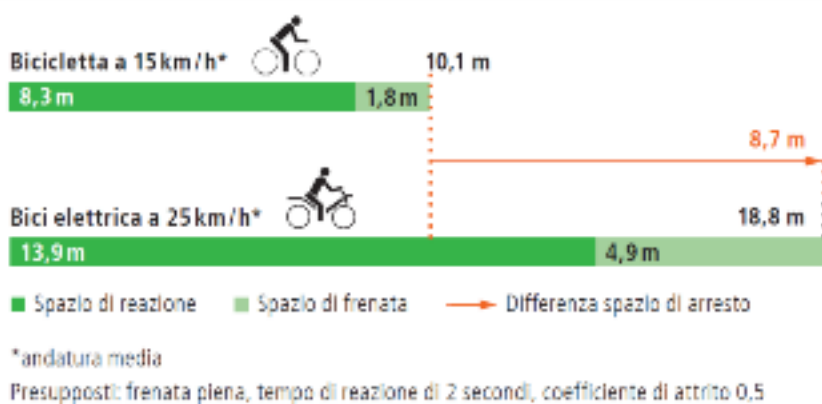 Bicicletta a 15 km/h*
10,1 m
8,3 m
1,8 m
8,7 m
Bici elettrica a 25 km/h*
18,8 m
13,9 m
4,9 m
Spazio di reazione
Spazio di frenata
Differenza spazio di arresto
*andatura media
Presupposti: frenata piena, tempo di reazione di 2 secondi, coefficiente di attrito 0,5